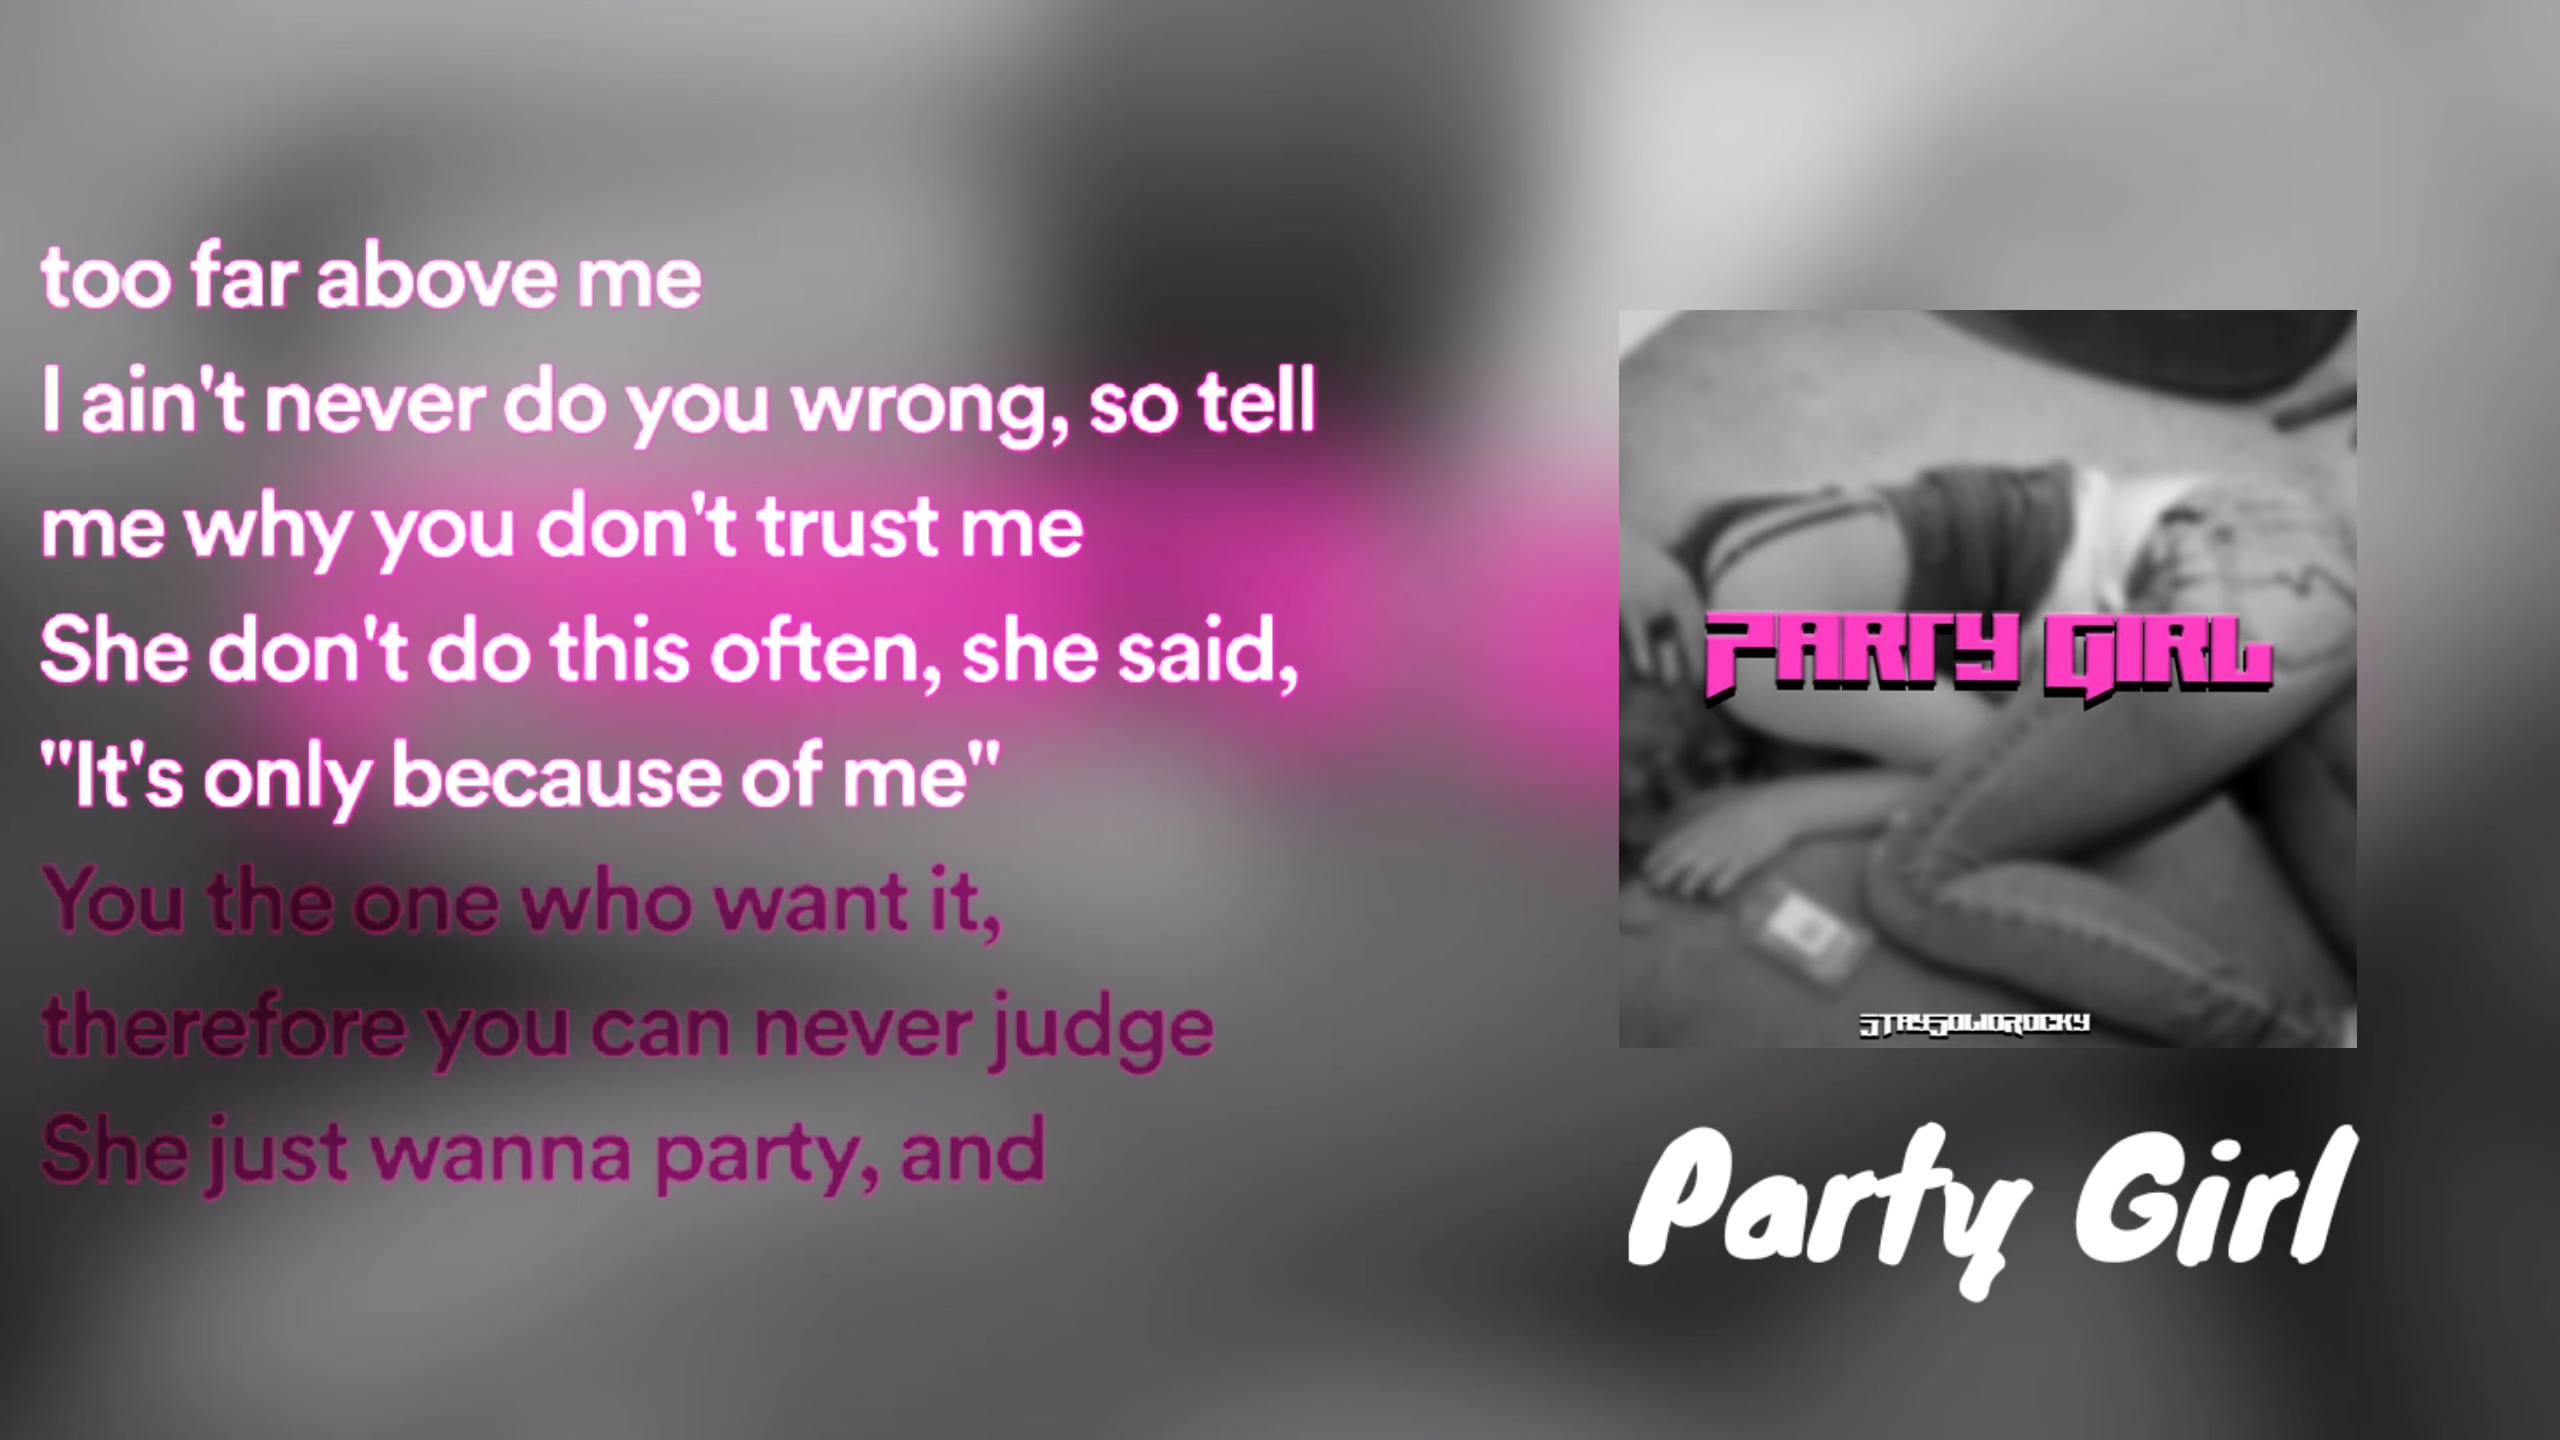 too far above me
I ain't never do you wrong, so tell
me why you don't trust me
She don't do this often, she said,
"It's only because of me"
You the one who want it,
therefore you can never judge
She just wanna party, and
PARTY GIRL
STAYSOLIDROCKY
Party Girl